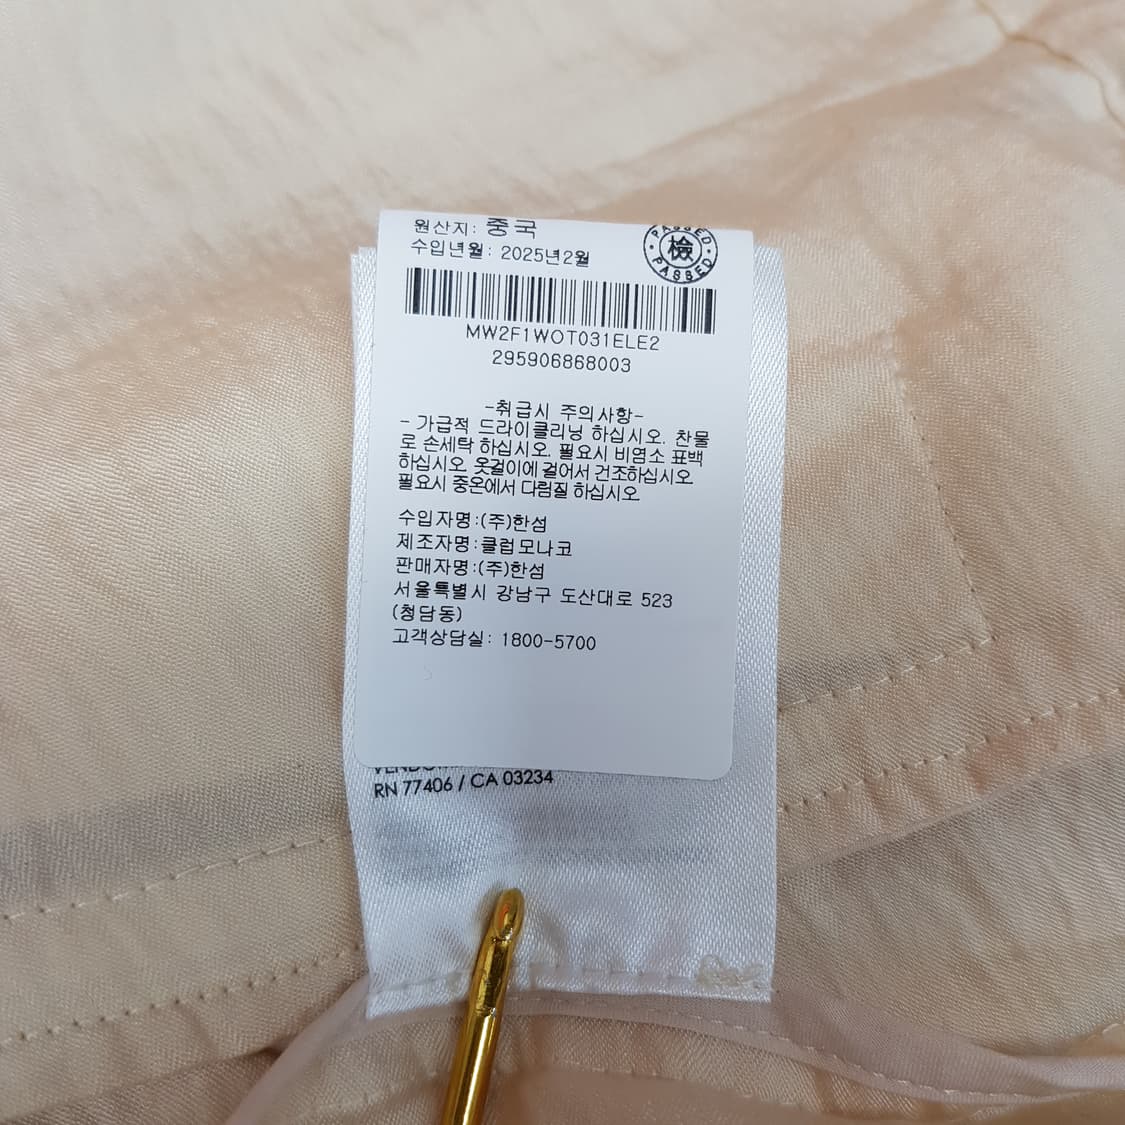 원산지: 중국
수입년월: 2025년2월
PASSED
檢
PASSED
MW2F1WOT031ELE2
295906868003
-취급시 주의사항-
- 가급적 드라이클리닝 하십시오. 찬물
로 손세탁 하십시오. 필요시 비염소 표백
하십시오. 옷걸이에 걸어서 건조하십시오.
필요시 중온에서 다림질 하십시오
수입자명:(주)한섬
제조자명:클럽모나코
판매자명:(주)한섬
서울특별시 강남구 도산대로 523
(청담동)
고객상담실: 1800-5700
RN 77406 / CA 03234